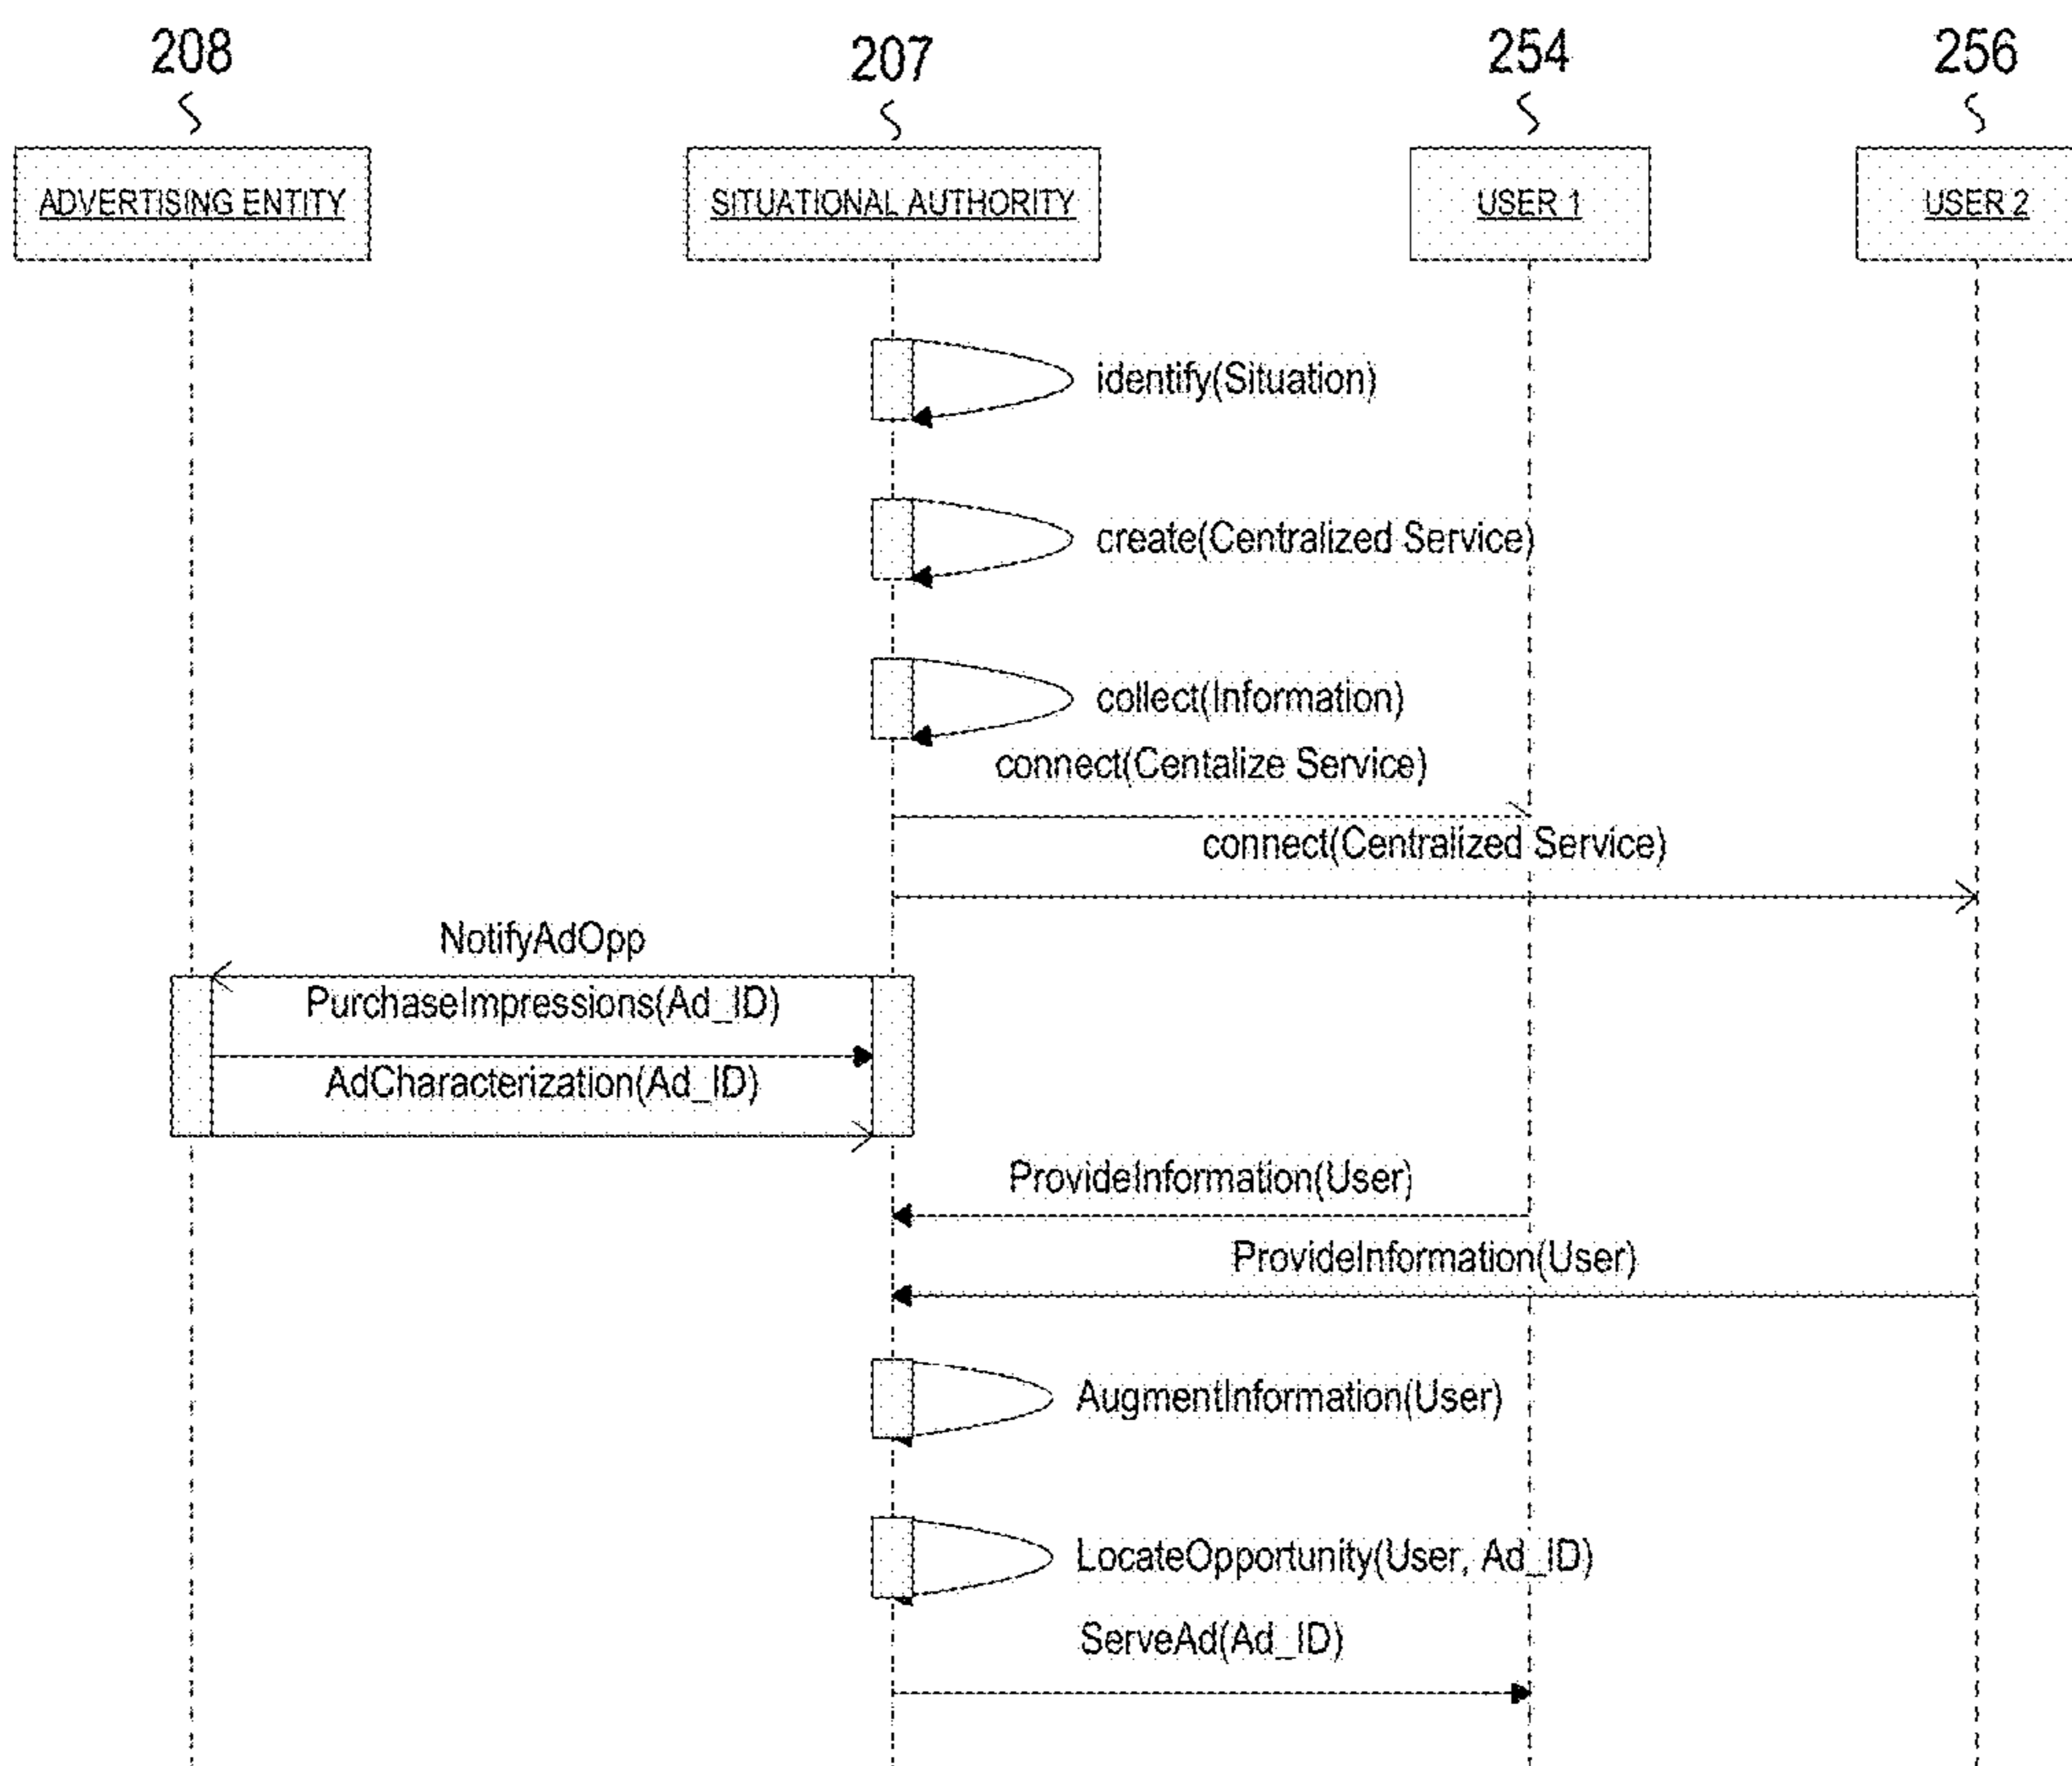 208
207
254
256
ADVERTISING ENTITY
SITUATIONAL AUTHORITY
USER 1
USER 2
identify(Situation)
create(Centralized Service)
collect(Information)
connect(Centalize Service)
connect(Centralized Service)
NotifyAdOpp
PurchaseImpressions(Ad_ID)
AdCharacterization(Ad_ID)
ProvideInformation(User)
ProvideInformation(User)
AugmentInformation(User)
LocateOpportunity(User, Ad_ID)
ServeAd(Ad_ID)